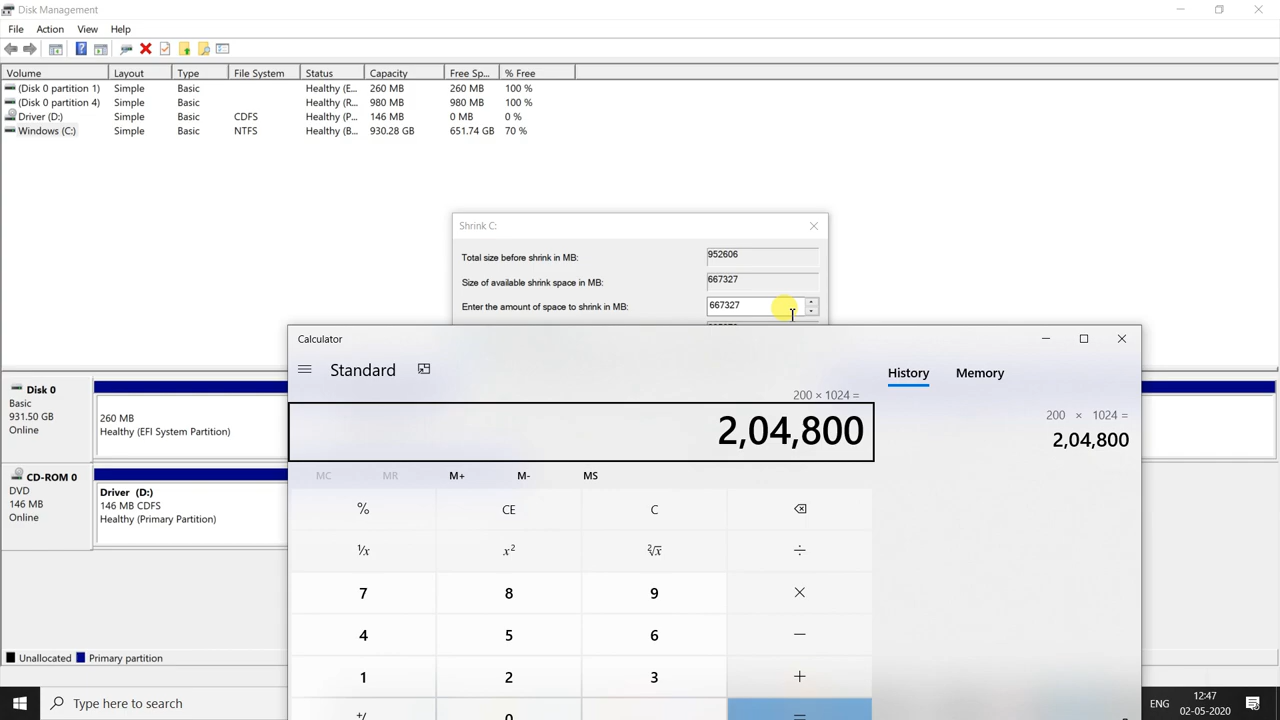 Disk Management
File Action View Help
Volume Layout Type File System Status Capacity Free Sp... % Free
(Disk 0 partition 1) Simple Basic Healthy (E... 260 MB 260 MB 100 %
(Disk 0 partition 4) Simple Basic Healthy (R... 980 MB 980 MB 100 %
Driver (D:) Simple Basic CDFS Healthy (P... 146 MB 0 MB 0 %
Windows (C:) Simple Basic NTFS Healthy (B... 930.28 GB 651.74 GB 70 %
Shrink C:
Total size before shrink in MB: 952606
Size of available shrink space in MB: 667327
Enter the amount of space to shrink in MB: 667327
Calculator
Standard
History Memory
200 × 1024 =
2,04,800
200 × 1024 =
2,04,800
MC MR M+ M- MS
% CE C
¹/x x² ²√x ÷
7 8 9 ×
4 5 6 −
1 2 3 +
+/ 0 =
Disk 0
Basic
931.50 GB
Online
260 MB
Healthy (EFI System Partition)
CD-ROM 0
DVD
146 MB
Online
Driver (D:)
146 MB CDFS
Healthy (Primary Partition)
Unallocated Primary partition
Type here to search
ENG
12:47
02-05-2020